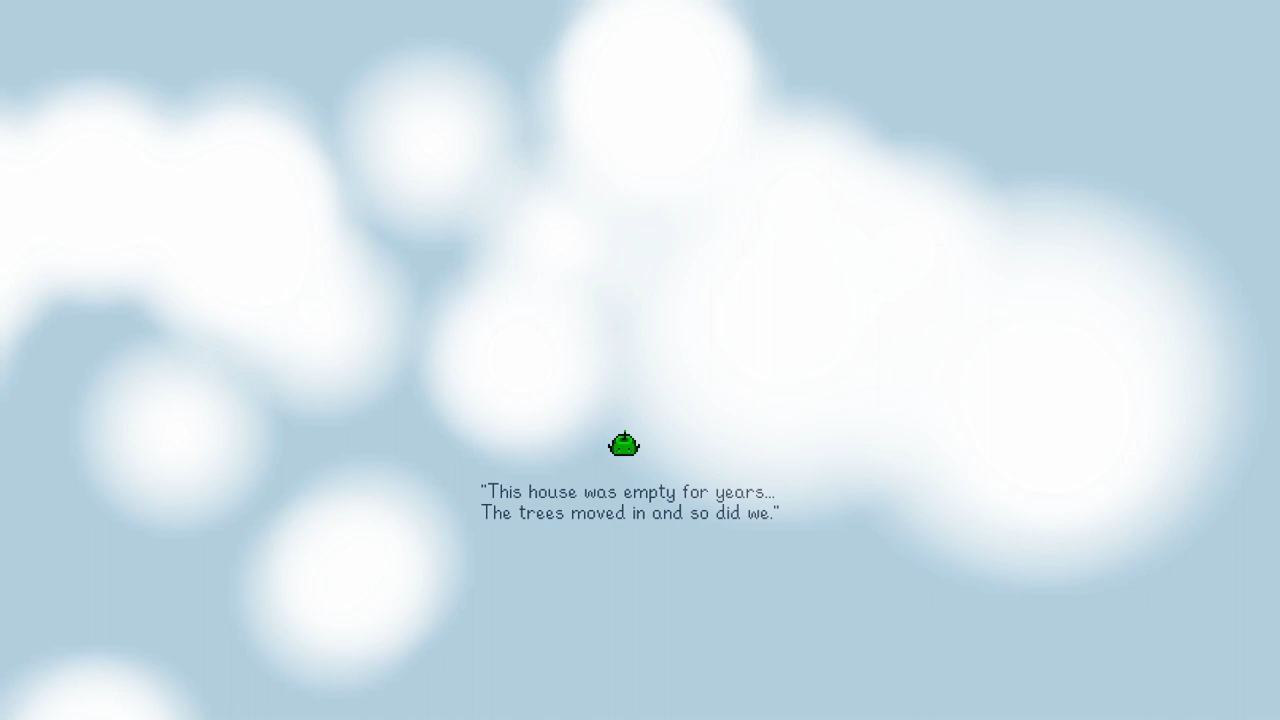 "This house was empty for years...
The trees moved in and so did we."